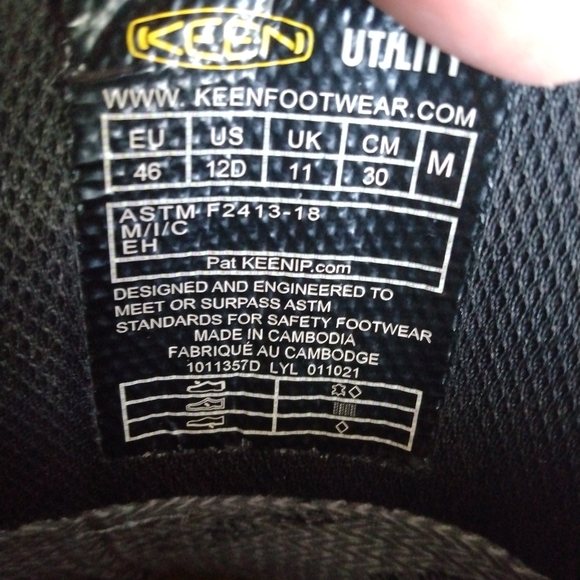 KEEN UTILITY
WWW.KEENFOOTWEAR.COM
EU US UK CM M
46 12D 11 30
ASTM F2413-18
M/I/C
EH
Pat KEENIP.com
DESIGNED AND ENGINEERED TO
MEET OR SURPASS ASTM
STANDARDS FOR SAFETY FOOTWEAR
MADE IN CAMBODIA
FABRIQUÉ AU CAMBODGE
1011357D LYL 011021